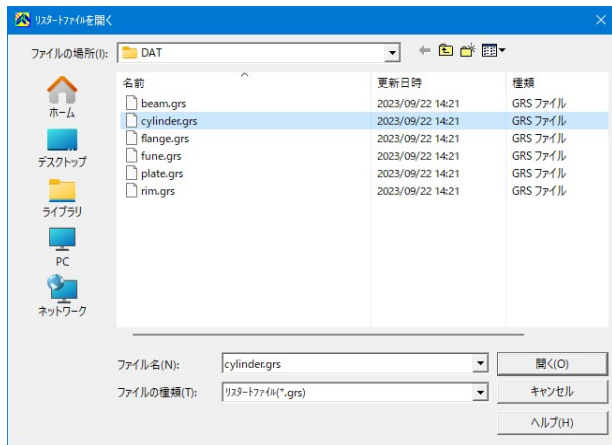 リスタートファイルを開く
ファイルの場所(I): DAT
名前 更新日時 種類
beam.grs 2023/09/22 14:21 GRS ファイル
cylinder.grs 2023/09/22 14:21 GRS ファイル
flange.grs 2023/09/22 14:21 GRS ファイル
fune.grs 2023/09/22 14:21 GRS ファイル
plate.grs 2023/09/22 14:21 GRS ファイル
rim.grs 2023/09/22 14:21 GRS ファイル
ホーム
デスクトップ
ライブラリ
PC
ネットワーク
ファイル名(N): cylinder.grs 開く(O)
ファイルの種類(T): リスタートファイル(*.grs) キャンセル
ヘルプ(H)